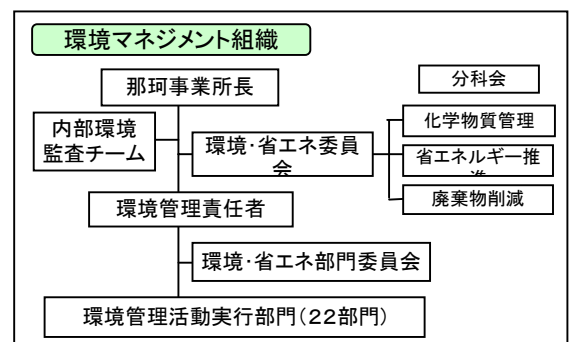 環境マネジメント組織
那珂事業所長
分科会
内部環境
監査チーム
環境・省エネ委員
会
化学物質管理
省エネルギー推
進
廃棄物削減
環境管理責任者
環境・省エネ部門委員会
環境管理活動実行部門(22部門)